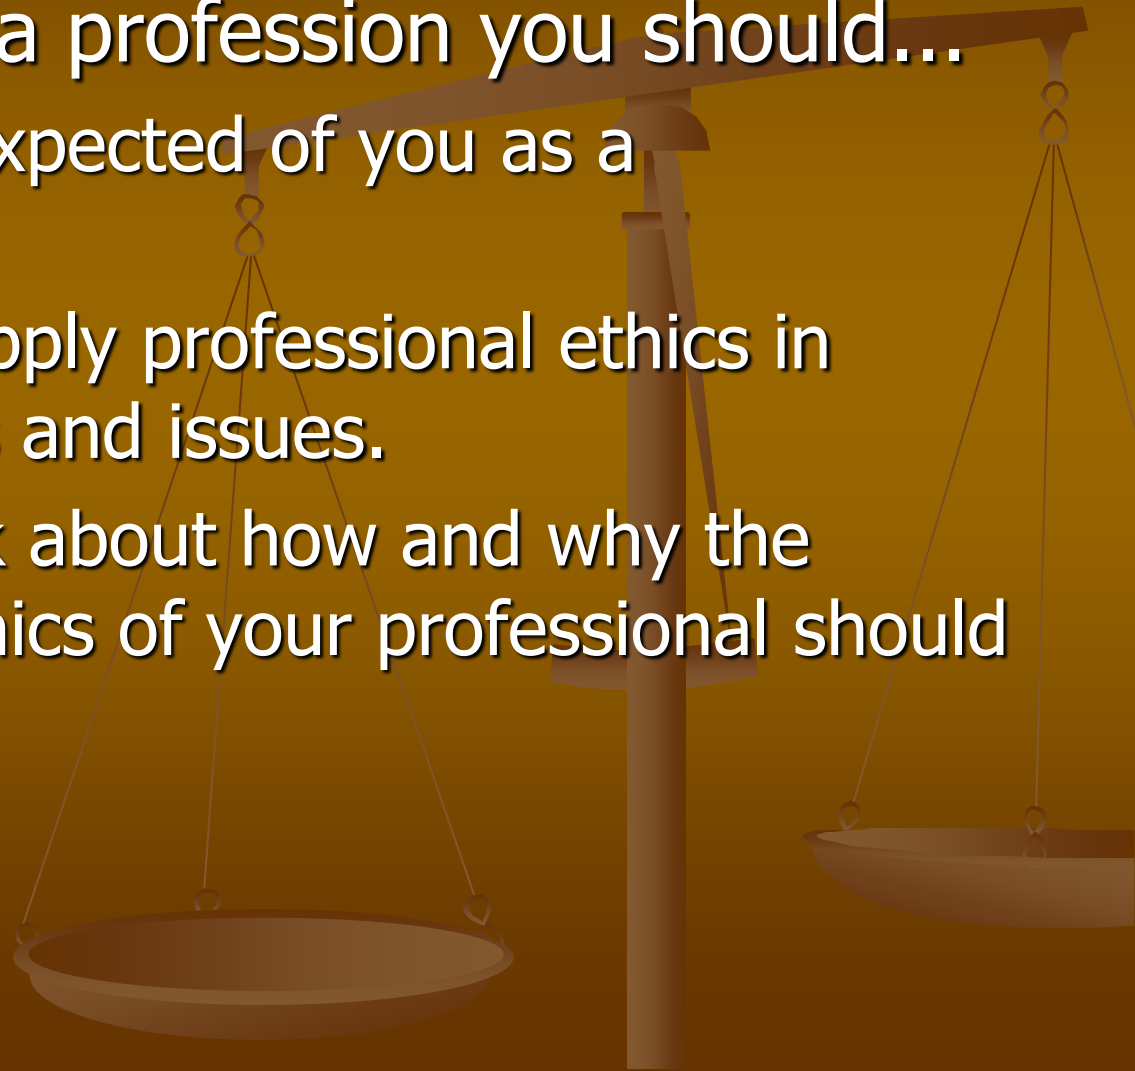 a profession you should...
xpected of you as a
pply professional ethics in
and issues.
about how and why the
ics of your professional should